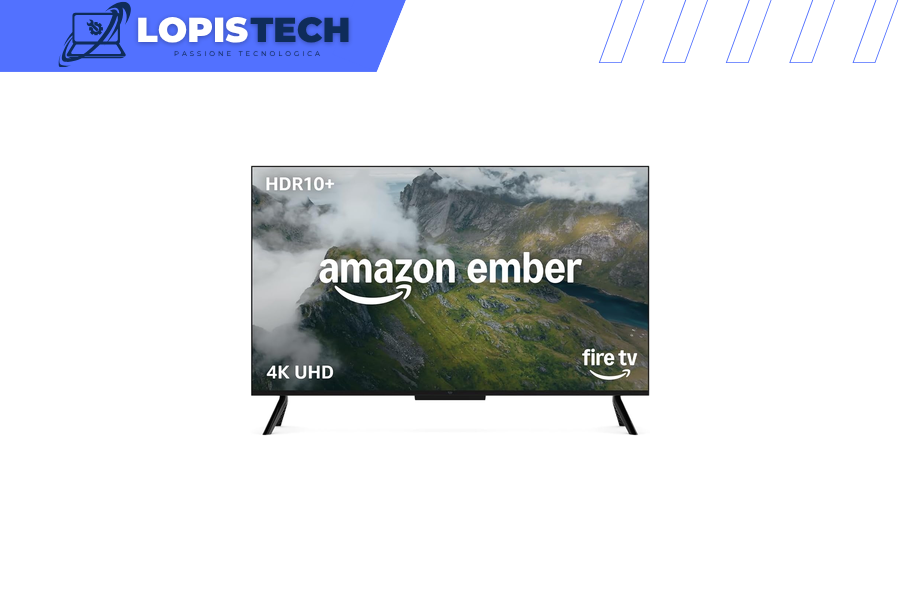 LOPISTECH
PASSIONE TECNOLOGICA
HDR10+
amazon ember
4K UHD
fire tv